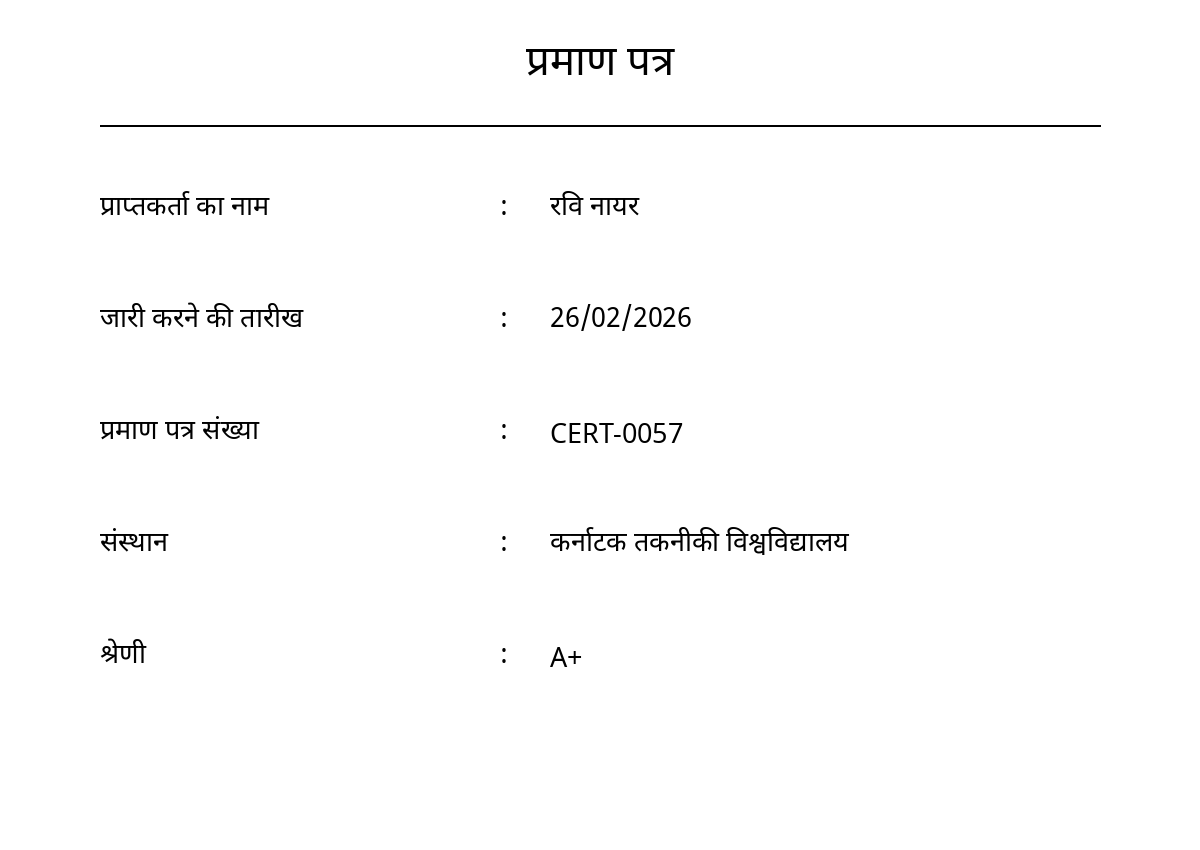 प्रमाण पत्र
प्राप्तकर्ता का नाम : रवि नायर
जारी करने की तारीख : 26/02/2026
प्रमाण पत्र संख्या : CERT-0057
संस्थान : कर्नाटक तकनीकी विश्वविद्यालय
श्रेणी : A+